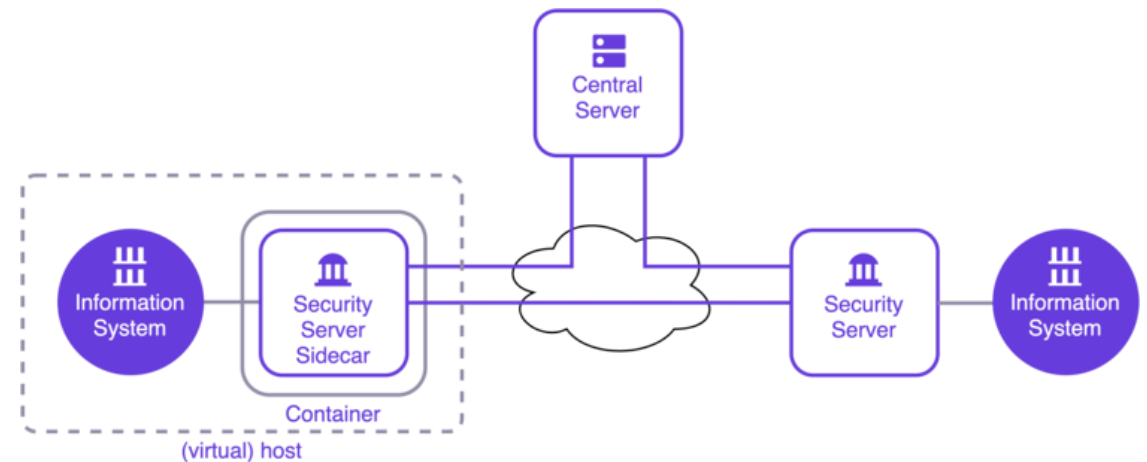 Central
Server
Information
System
Security
Server
Sidecar
Container
(virtual) host
Security
Server
Information
System